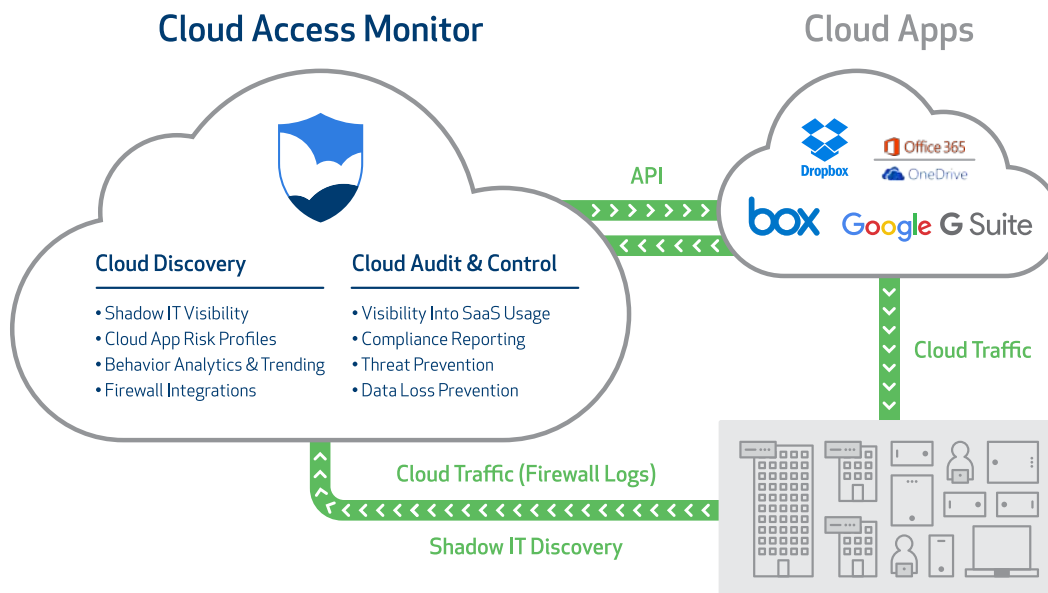 Cloud Access Monitor
Cloud Apps
Dropbox
Office 365
OneDrive
box
Google G Suite
API
Cloud Discovery
• Shadow IT Visibility
• Cloud App Risk Profiles
• Behavior Analytics & Trending
• Firewall Integrations
Cloud Audit & Control
• Visibility Into SaaS Usage
• Compliance Reporting
• Threat Prevention
• Data Loss Prevention
Cloud Traffic
Cloud Traffic (Firewall Logs)
Shadow IT Discovery